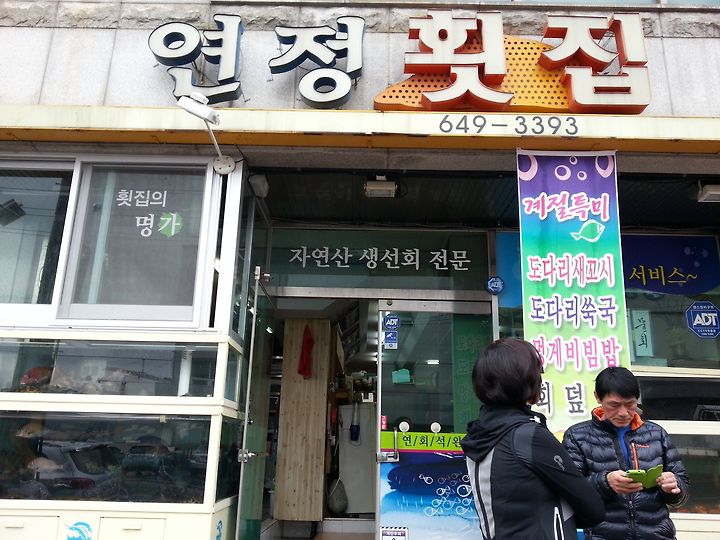 연정횟집
649-3393
횟집의
명가
자연산 생선회 전문
계절특미
도다리새꼬시
도다리쑥국
멍게비빔밥
회 덮
서비스~
ADT
ADT
연/회/석/완